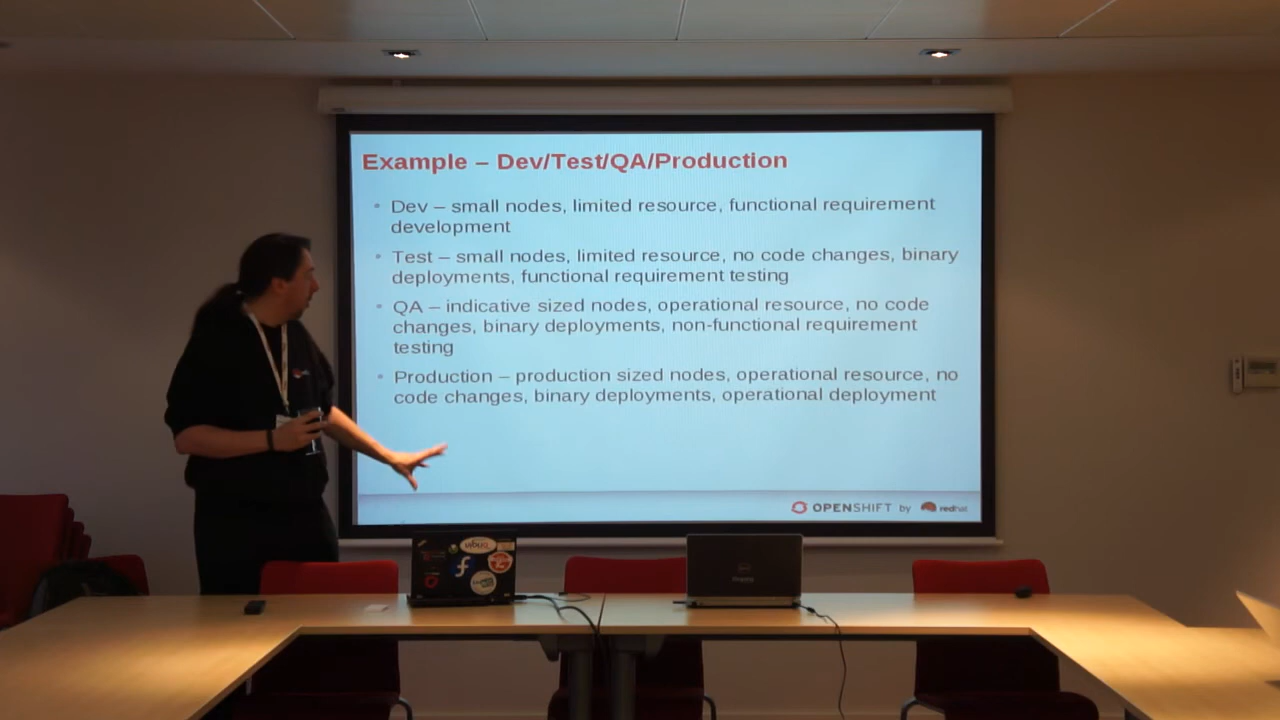 Example – Dev/Test/QA/Production
Dev – small nodes, limited resource, functional requirement
development
Test – small nodes, limited resource, no code changes, binary
deployments, functional requirement testing
QA – indicative sized nodes, operational resource, no code
changes, binary deployments, non-functional requirement
testing
Production – production sized nodes, operational resource, no
code changes, binary deployments, operational deployment
OPENSHIFT by redhat